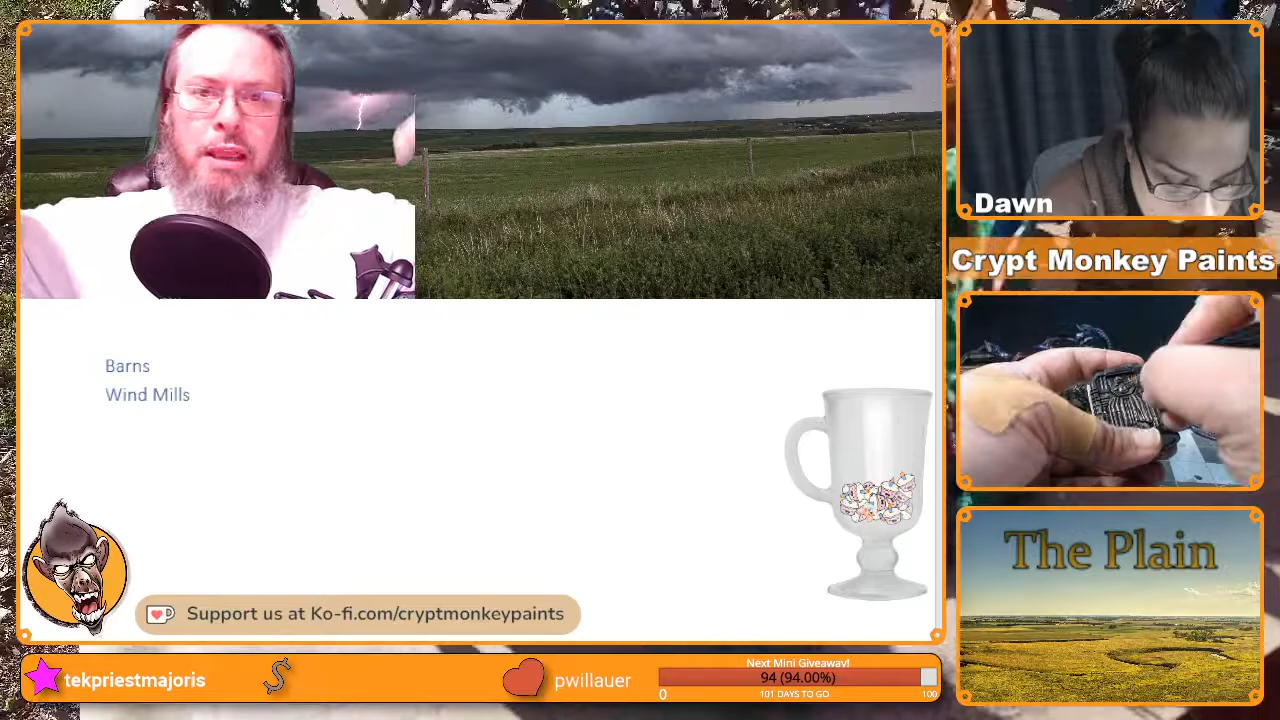 Dawn
Crypt Monkey Paints
Barns
Wind Mills
The Plain
Support us at Ko-fi.com/cryptmonkeypaints
tekpriestmajoris
$
pwillauer
Next Mini Giveaway!
94 (94.00%)
0
101 DAYS TO GO
100